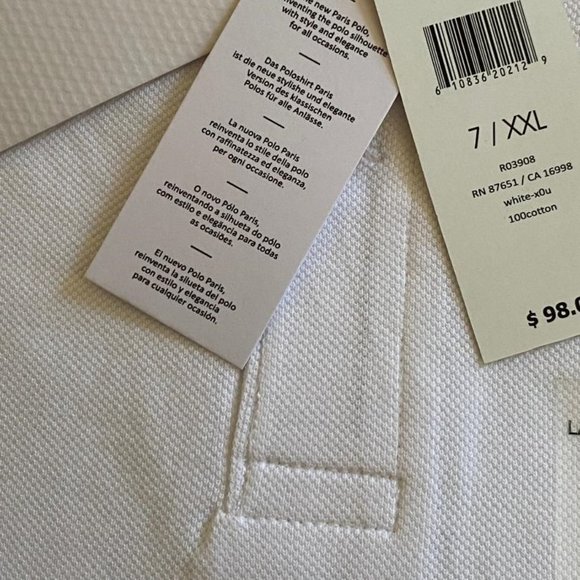 new Paris Polo,
the polo silhouette
with style and elegance
for all occasions.
Das Poloshirt Paris
ist die neue stylishe und elegante
Version des klassischen
Polos für alle Anlässe.
La nuova Polo Paris
reinventa lo stile della polo
con raffinatezza ed eleganza,
per ogni occasione.
O novo Pólo Paris,
reinventando a silhueta do pólo
com estilo e elegância para todas
as ocasiões.
El nuevo Polo Paris,
reinventa la silueta del polo
con estilo y elegancia
para cualquier ocasión.
6 10836 20212 9
7 / XXL
R03908
RN 87651 / CA 16998
white-x0u
100cotton
$ 98.0
LA